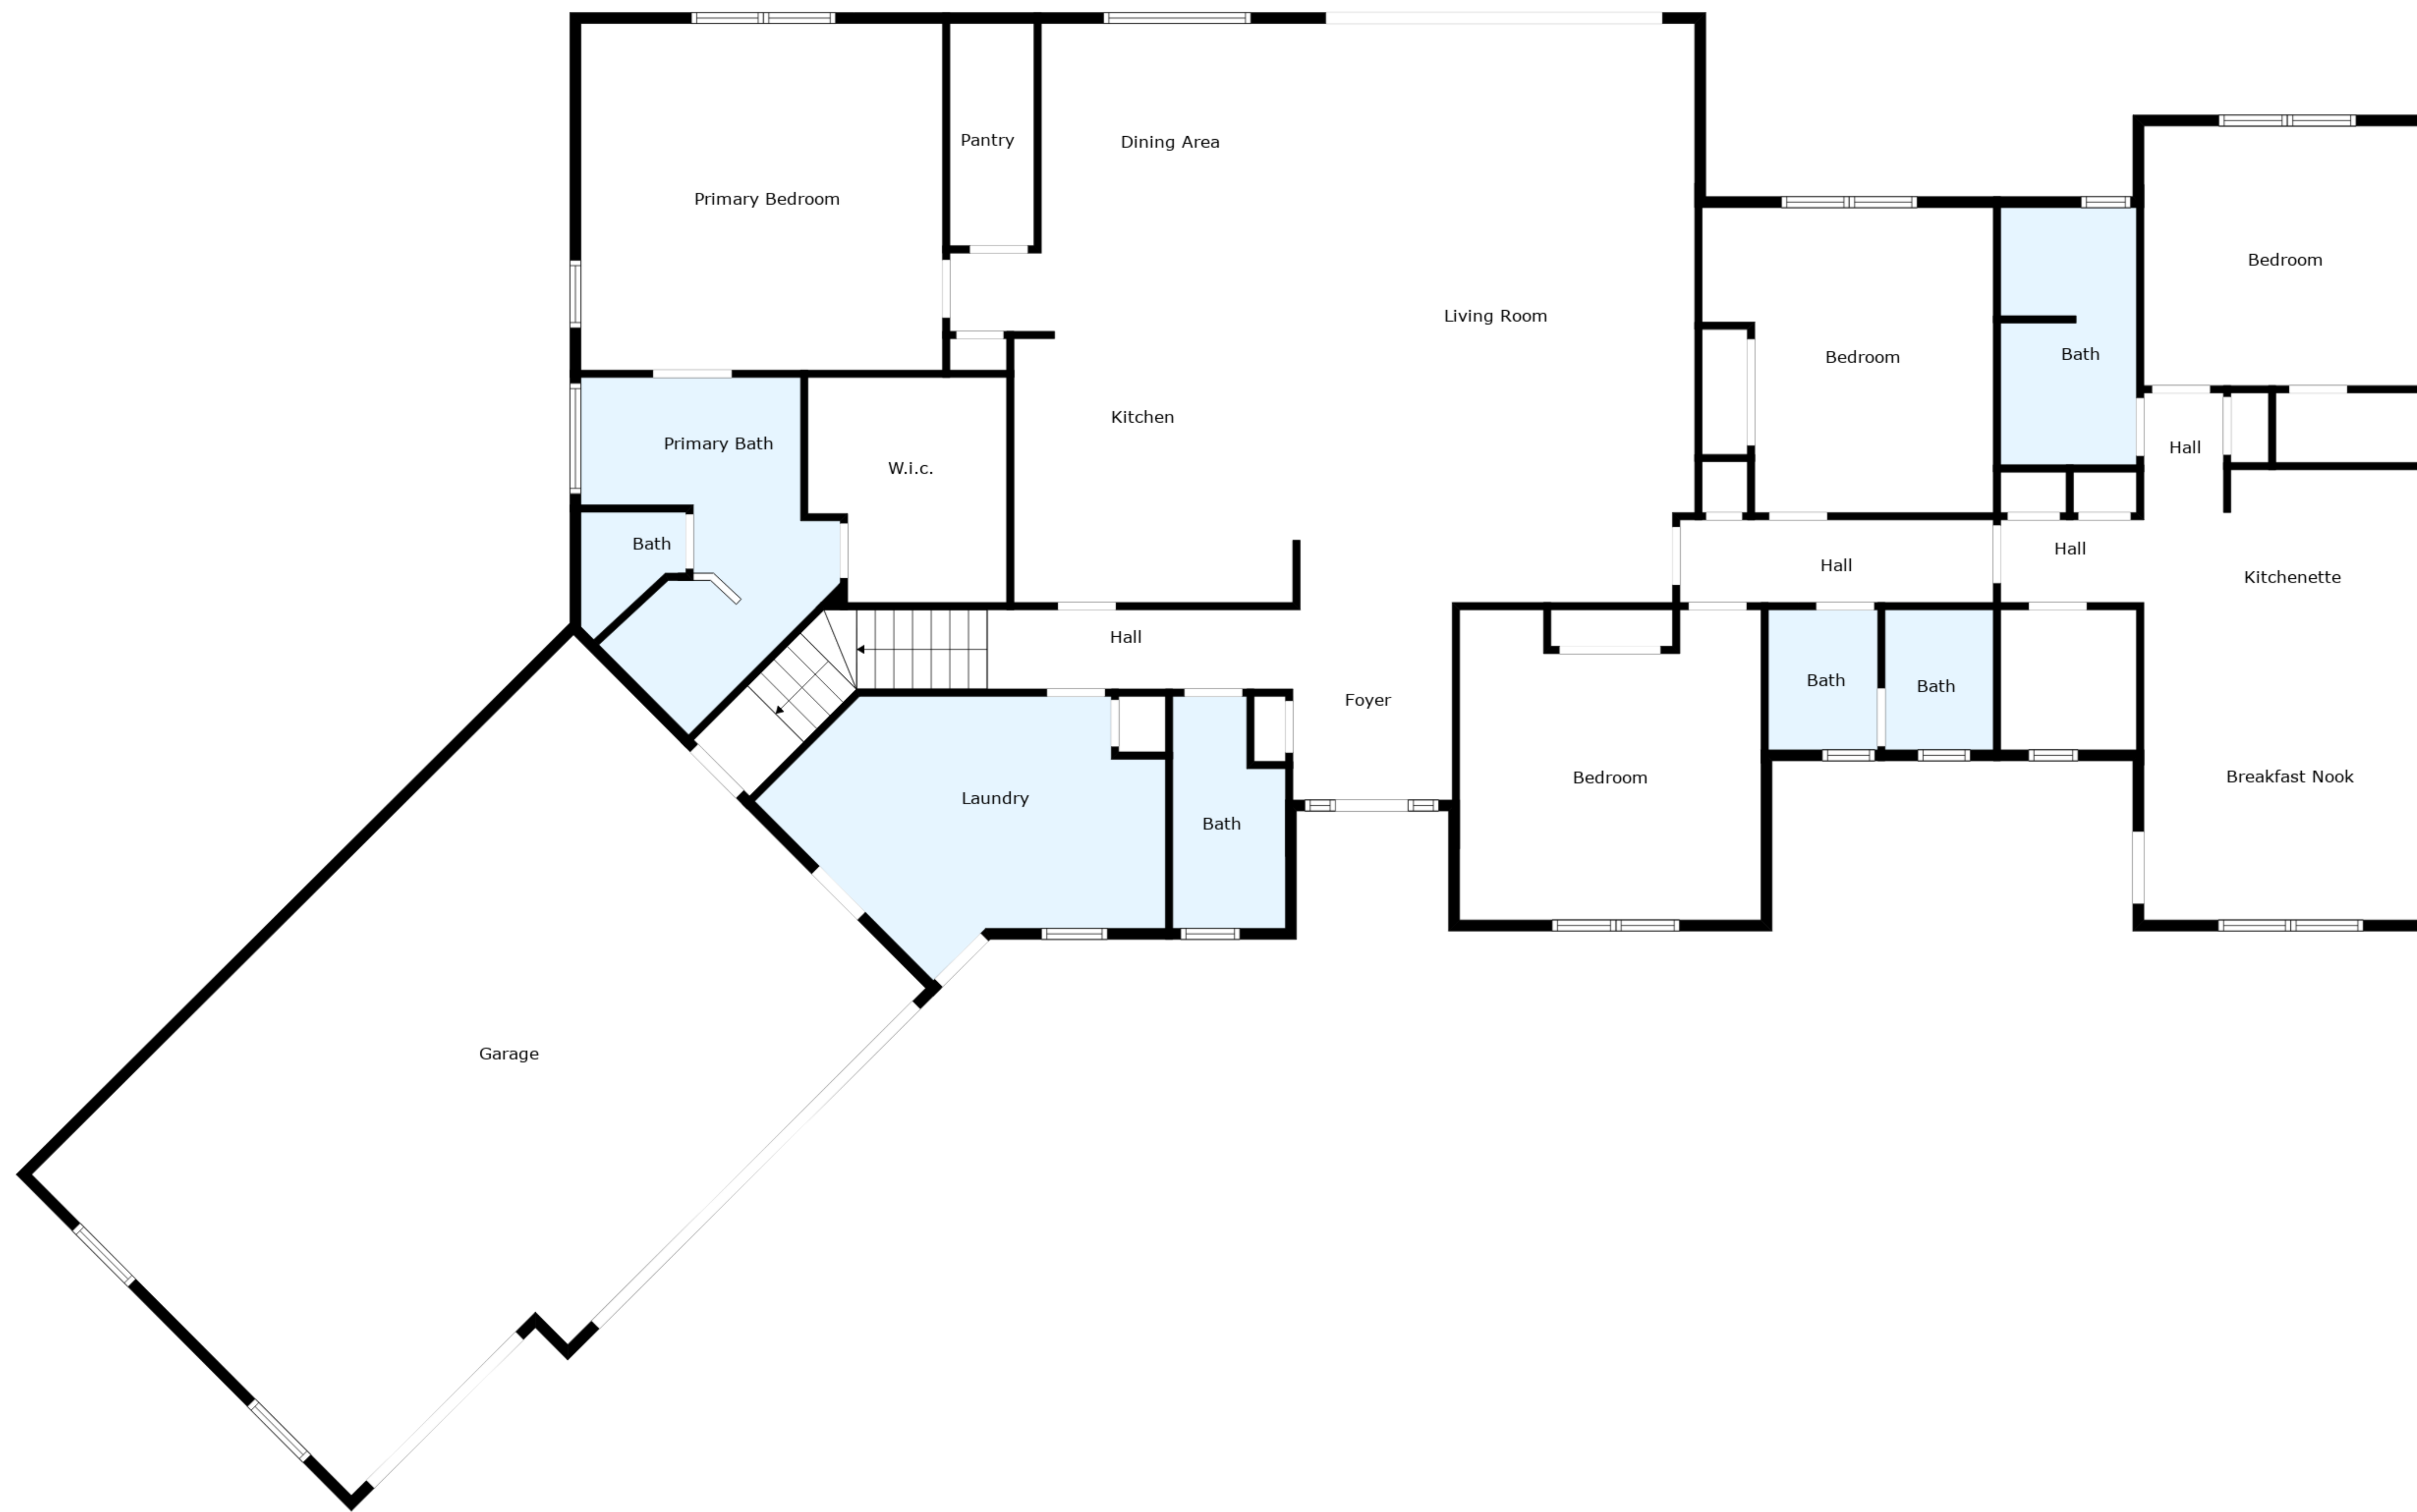 Pantry
Dining Area
Primary Bedroom
Bedroom
Living Room
Bath
Bedroom
Kitchen
Primary Bath
Hall
W.i.c.
Bath
Hall
Hall
Kitchenette
Hall
Bath
Bath
Foyer
Breakfast Nook
Bedroom
Laundry
Bath
Garage